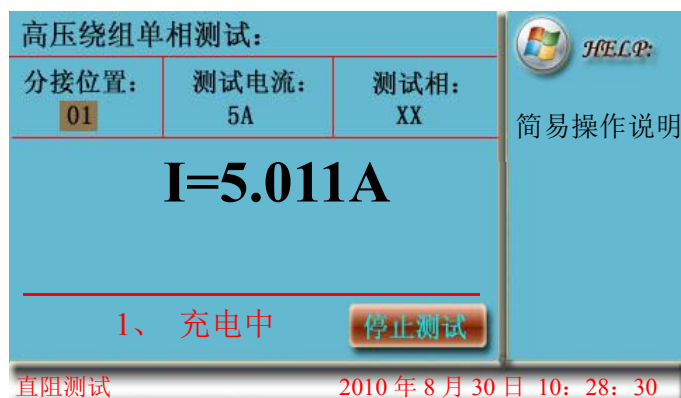 高压绕组单相测试：
HELP:
分接位置： 测试电流： 测试相：
01 5A XX
简易操作说明
I=5.011A
1、 充电中 停止测试
直阻测试 2010 年 8 月 30 日 10：28：30